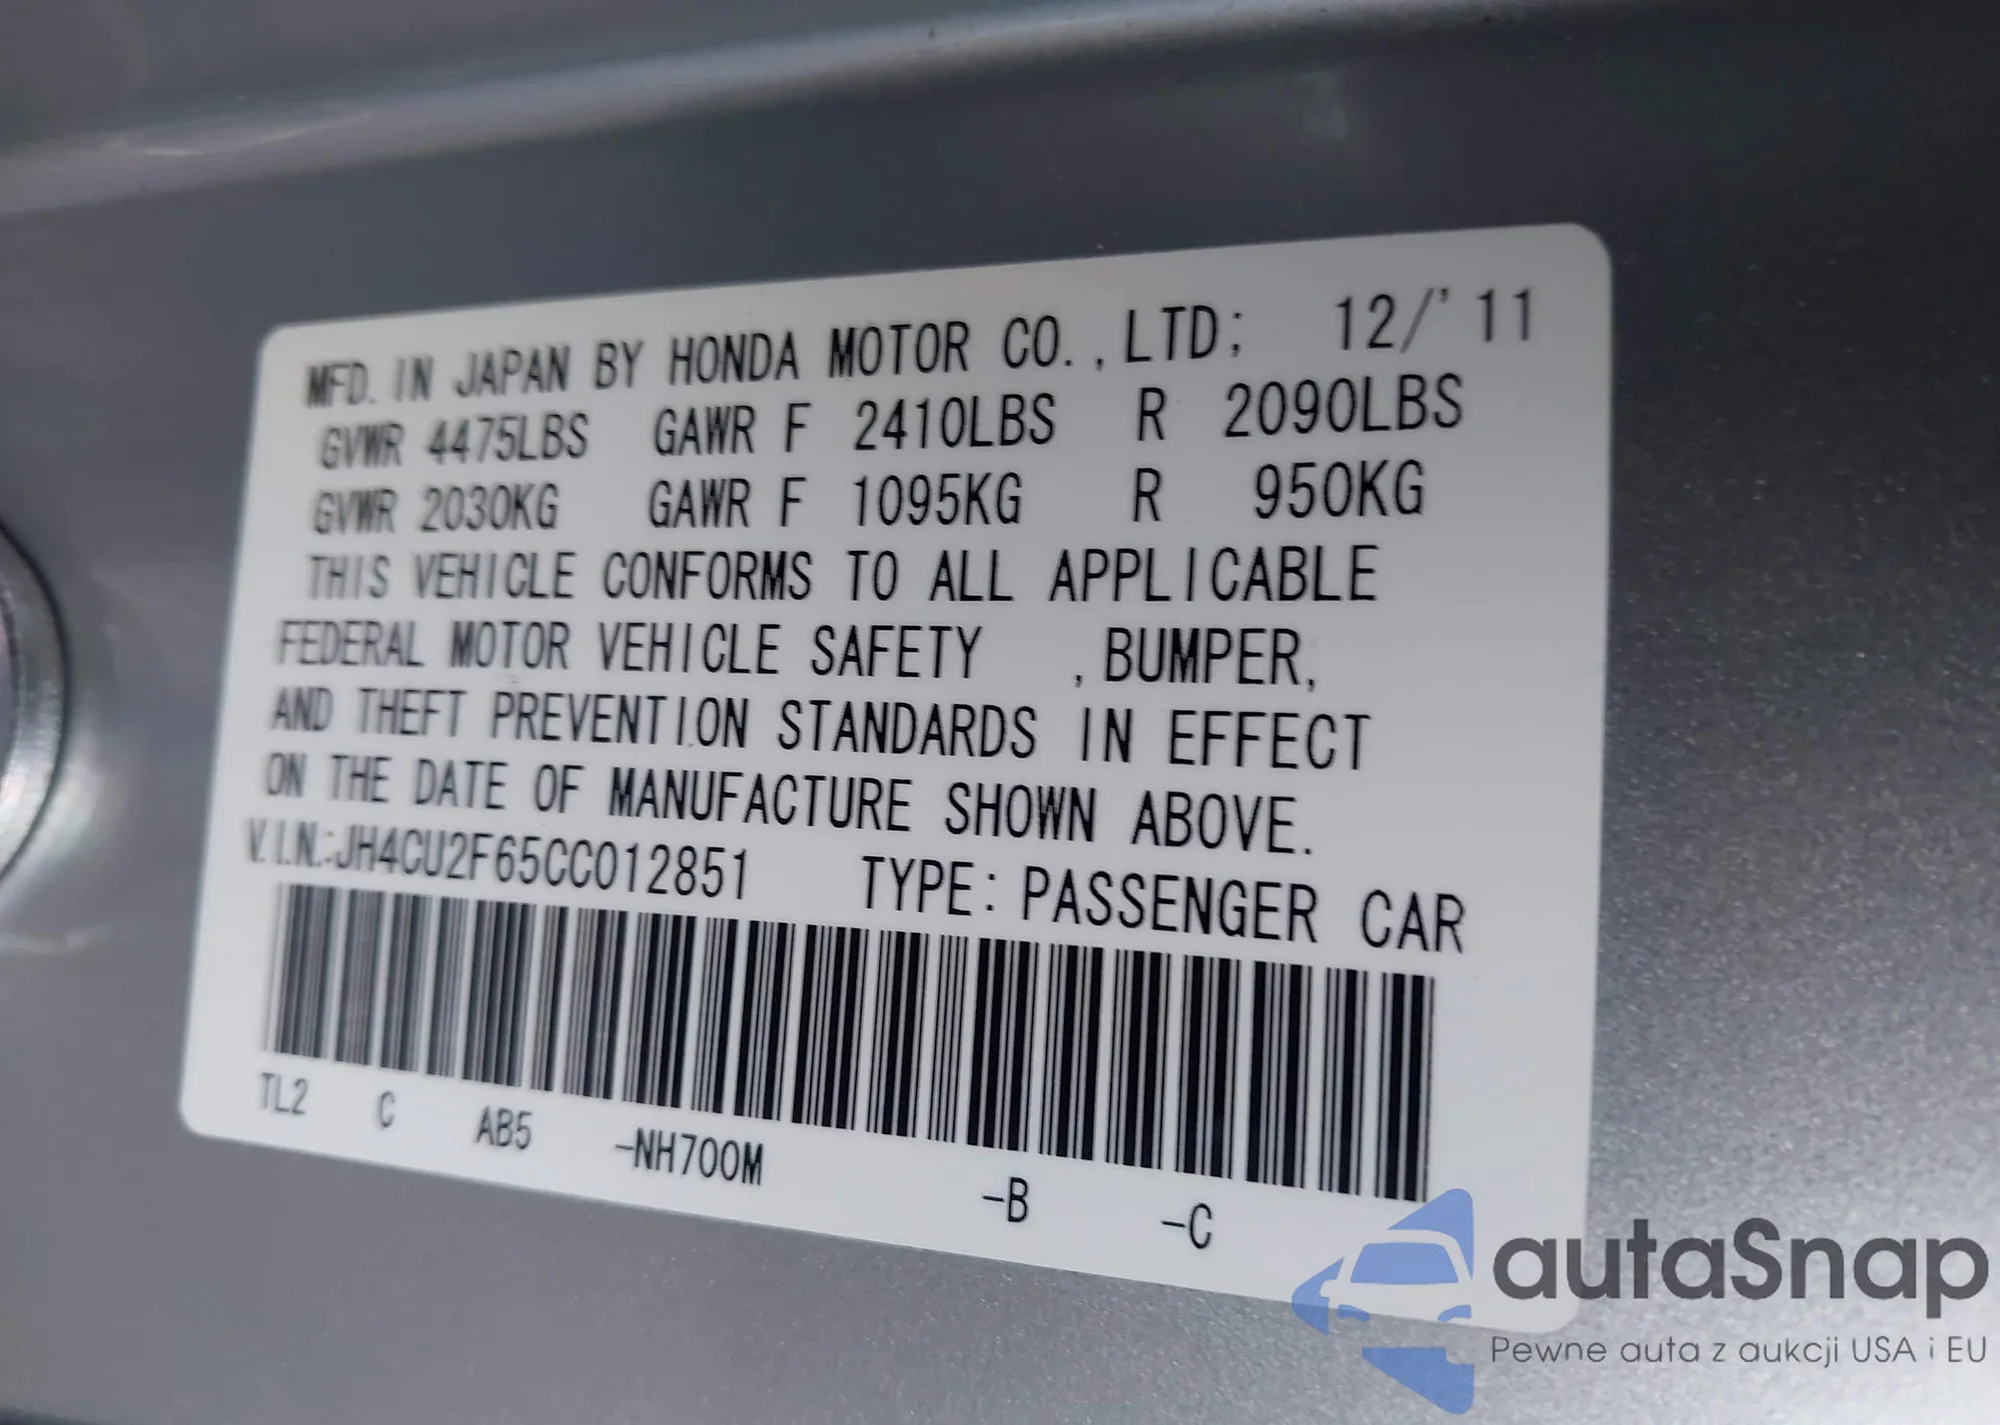 MFD. IN JAPAN BY HONDA MOTOR CO.,LTD; 12/'11
GVWR 4475LBS GAWR F 2410LBS R 2090LBS
GVWR 2030KG GAWR F 1095KG R 950KG
THIS VEHICLE CONFORMS TO ALL APPLICABLE
FEDERAL MOTOR VEHICLE SAFETY ,BUMPER,
AND THEFT PREVENTION STANDARDS IN EFFECT
ON THE DATE OF MANUFACTURE SHOWN ABOVE.
V.I.N.:JH4CU2F65CC012851 TYPE: PASSENGER CAR
TL2 C AB5 -NH700M -B -C
autaSnap
Pewne auta z aukcji USA i EU